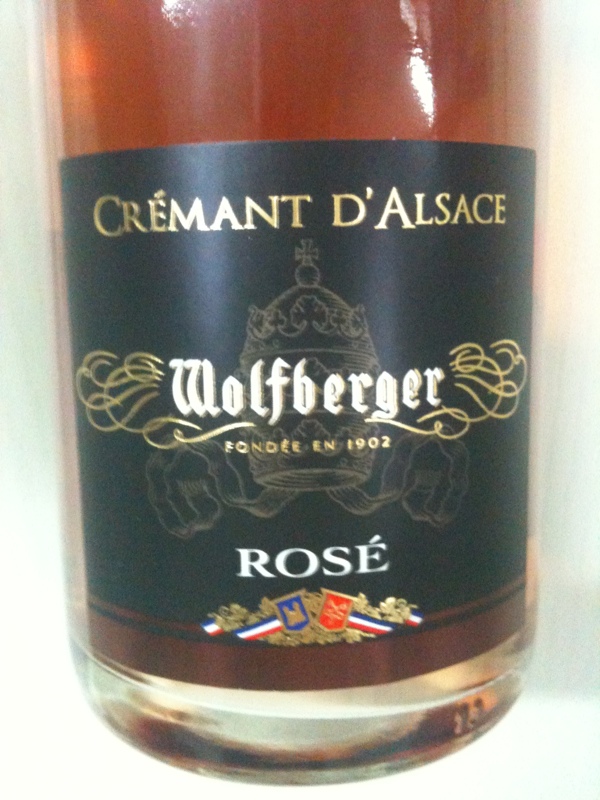 CRÉMANT D'ALSACE
Wolfberger
FONDÉE EN 1902
ROSÉ